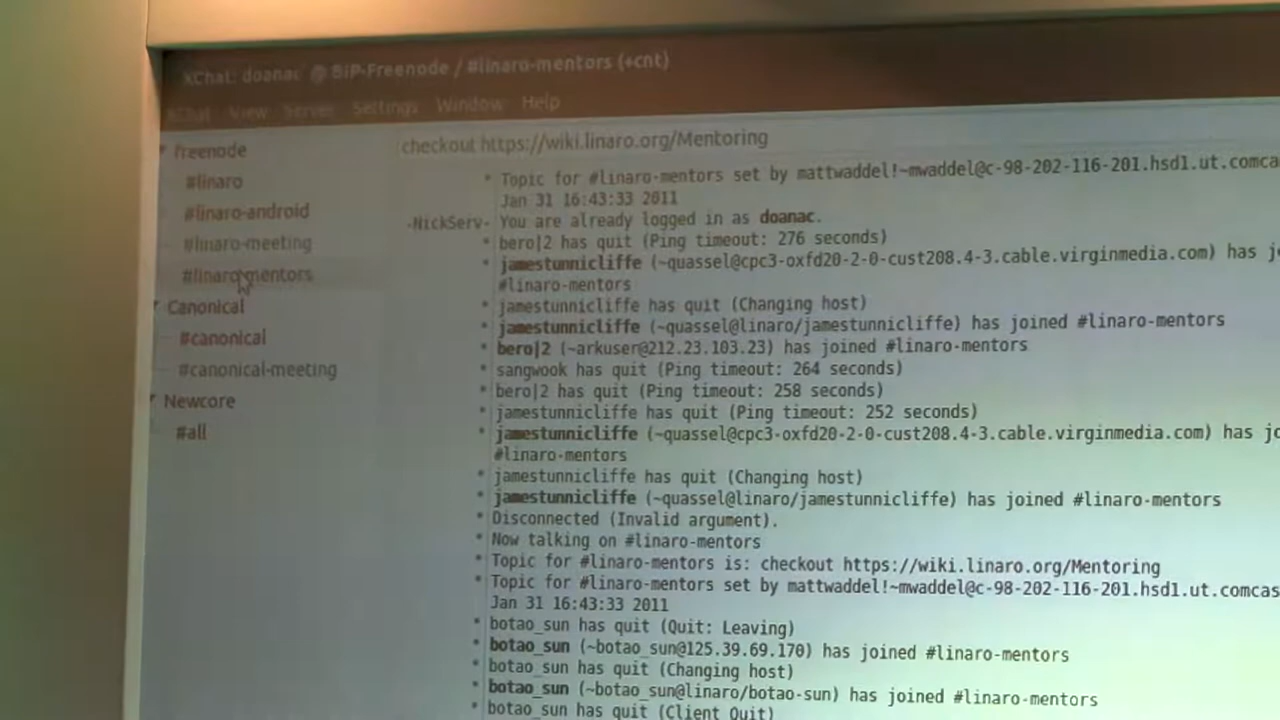 XChat: doanac @ BiP-Freenode / #linaro-mentors (+cnt)
XChat View Server Settings Window Help
freenode
#linaro
#linaro-android
#linaro-meeting
#linaro-mentors
Canonical
#canonical
#canonical-meeting
Newcore
#all
checkout https://wiki.linaro.org/Mentoring
* Topic for #linaro-mentors set by mattwaddel!~mwaddel@c-98-202-116-201.hsd1.ut.comca
Jan 31 16:43:33 2011
-NickServ- You are already logged in as doanac.
* bero|2 has quit (Ping timeout: 276 seconds)
* jamestunnicliffe (~quassel@cpc3-oxfd20-2-0-cust208.4-3.cable.virginmedia.com) has j
#linaro-mentors
* jamestunnicliffe has quit (Changing host)
* jamestunnicliffe (~quassel@linaro/jamestunnicliffe) has joined #linaro-mentors
* bero|2 (~arkuser@212.23.103.23) has joined #linaro-mentors
* sangwook has quit (Ping timeout: 264 seconds)
* bero|2 has quit (Ping timeout: 258 seconds)
* jamestunnicliffe has quit (Ping timeout: 252 seconds)
* jamestunnicliffe (~quassel@cpc3-oxfd20-2-0-cust208.4-3.cable.virginmedia.com) has jo
#linaro-mentors
* jamestunnicliffe has quit (Changing host)
* jamestunnicliffe (~quassel@linaro/jamestunnicliffe) has joined #linaro-mentors
* Disconnected (Invalid argument).
* Now talking on #linaro-mentors
* Topic for #linaro-mentors is: checkout https://wiki.linaro.org/Mentoring
* Topic for #linaro-mentors set by mattwaddel!~mwaddel@c-98-202-116-201.hsd1.ut.comcas
Jan 31 16:43:33 2011
* botao_sun has quit (Quit: Leaving)
* botao_sun (~botao_sun@125.39.69.170) has joined #linaro-mentors
* botao_sun has quit (Changing host)
* botao_sun (~botao_sun@linaro/botao-sun) has joined #linaro-mentors
* botao_sun has quit (Client Quit)